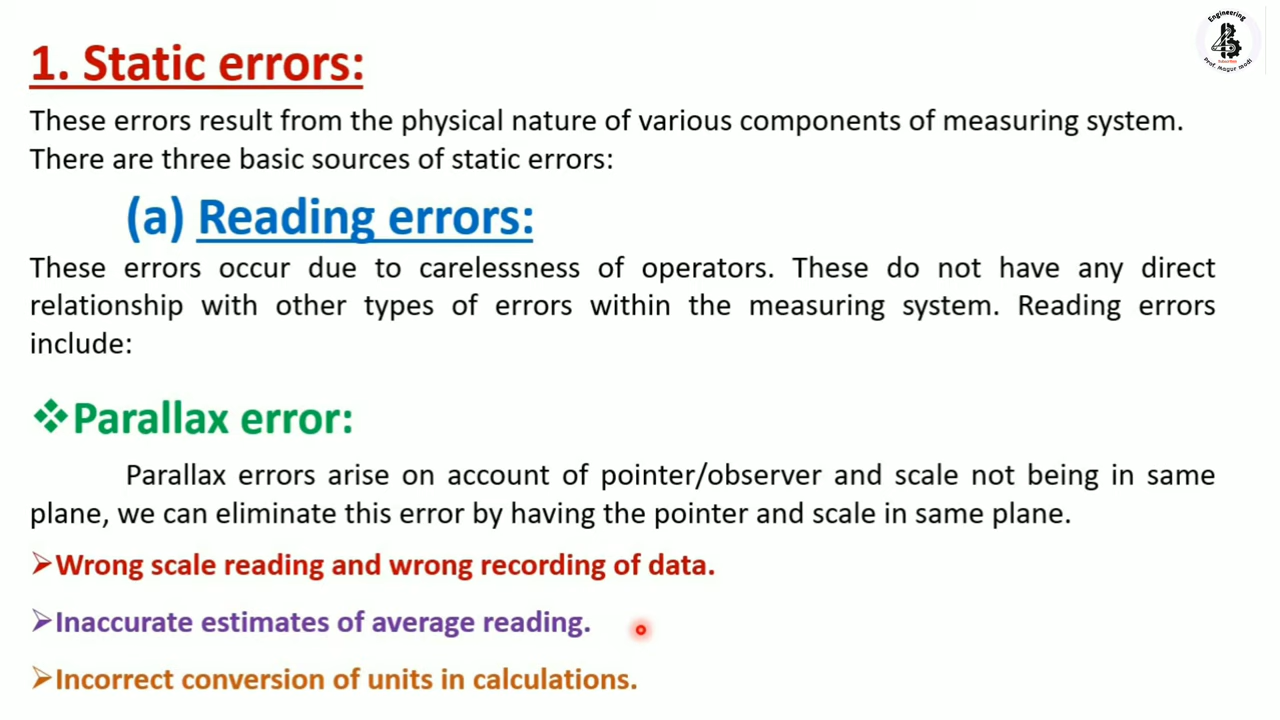 Engineering
Prof. Mayur Modi
1. Static errors:
These errors result from the physical nature of various components of measuring system.
There are three basic sources of static errors:
(a) Reading errors:
These errors occur due to carelessness of operators. These do not have any direct
relationship with other types of errors within the measuring system. Reading errors
include:
❖Parallax error:
Parallax errors arise on account of pointer/observer and scale not being in same
plane, we can eliminate this error by having the pointer and scale in same plane.
➢Wrong scale reading and wrong recording of data.
➢Inaccurate estimates of average reading.
➢Incorrect conversion of units in calculations.